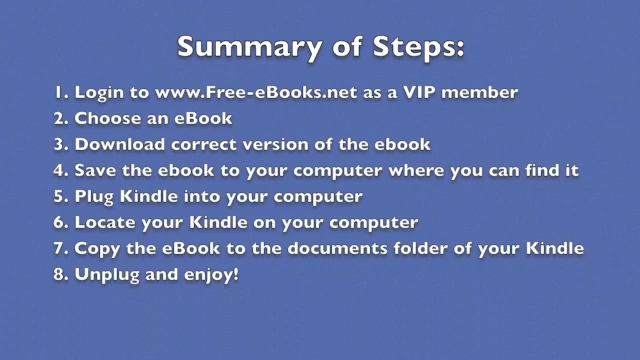 Summary of Steps:
1. Login to www.Free-eBooks.net as a VIP member
2. Choose an eBook
3. Download correct version of the ebook
4. Save the ebook to your computer where you can find it
5. Plug Kindle into your computer
6. Locate your Kindle on your computer
7. Copy the eBook to the documents folder of your Kindle
8. Unplug and enjoy!